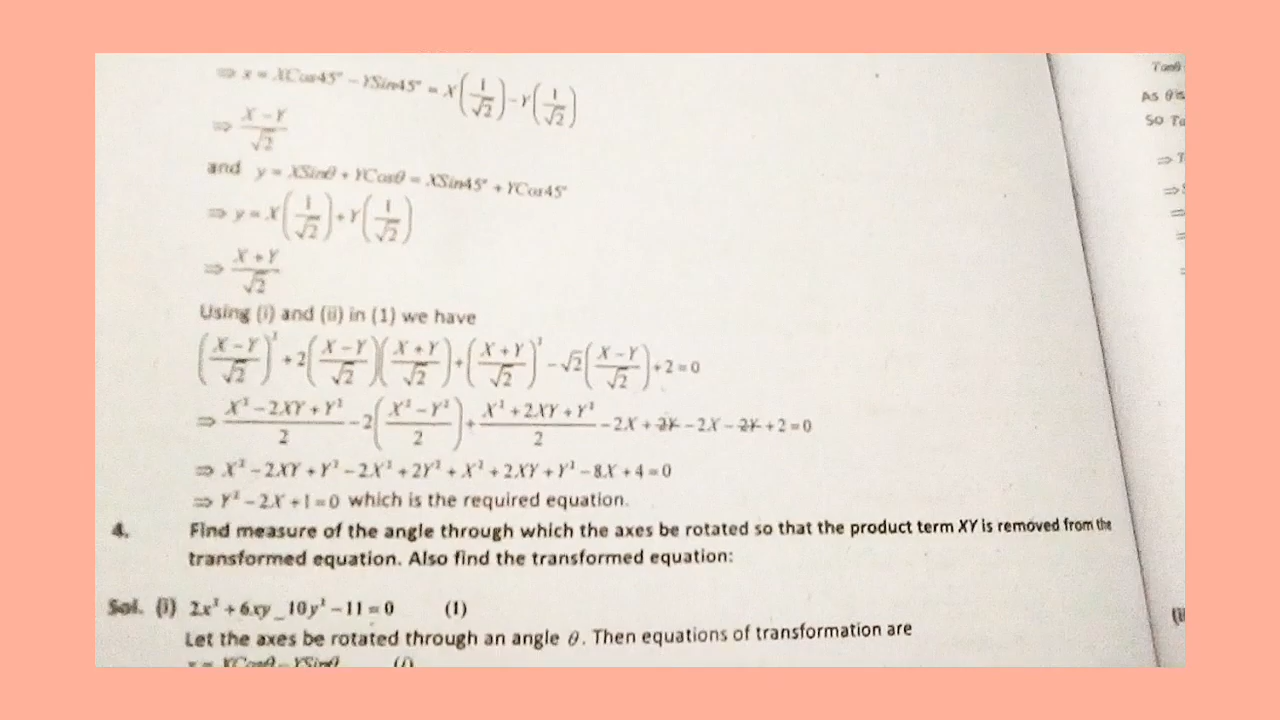 ⇒ x = XCos45° − YSin45° = X(1/√2) − Y(1/√2)
⇒ X − Y / √2
and y = XSinθ + YCosθ = XSin45° + YCos45°
⇒ y = X(1/√2) + Y(1/√2)
⇒ X + Y / √2
Using (i) and (ii) in (1) we have
((X − Y)/√2)² + 2((X − Y)/√2)((X + Y)/√2) + ((X + Y)/√2)² − √2((X − Y)/√2) + 2 = 0
⇒ (X² − 2XY + Y²)/2 − 2((X² − Y²)/2) + (X² + 2XY + Y²)/2 − 2X + 2Y − 2X − 2Y + 2 = 0
⇒ X² − 2XY + Y² − 2X² + 2Y² + X² + 2XY + Y² − 8X + 4 = 0
⇒ Y² − 2X + 1 = 0 which is the required equation.
4. Find measure of the angle through which the axes be rotated so that the product term XY is removed from the
transformed equation. Also find the transformed equation:
Sol. (i) 2x² + 6xy _ 10y² − 11 = 0 (1)
Let the axes be rotated through an angle θ. Then equations of transformation are
x = XCosθ − YSinθ (i)
Tanθ
As θ is
So
⇒
⇒
⇒